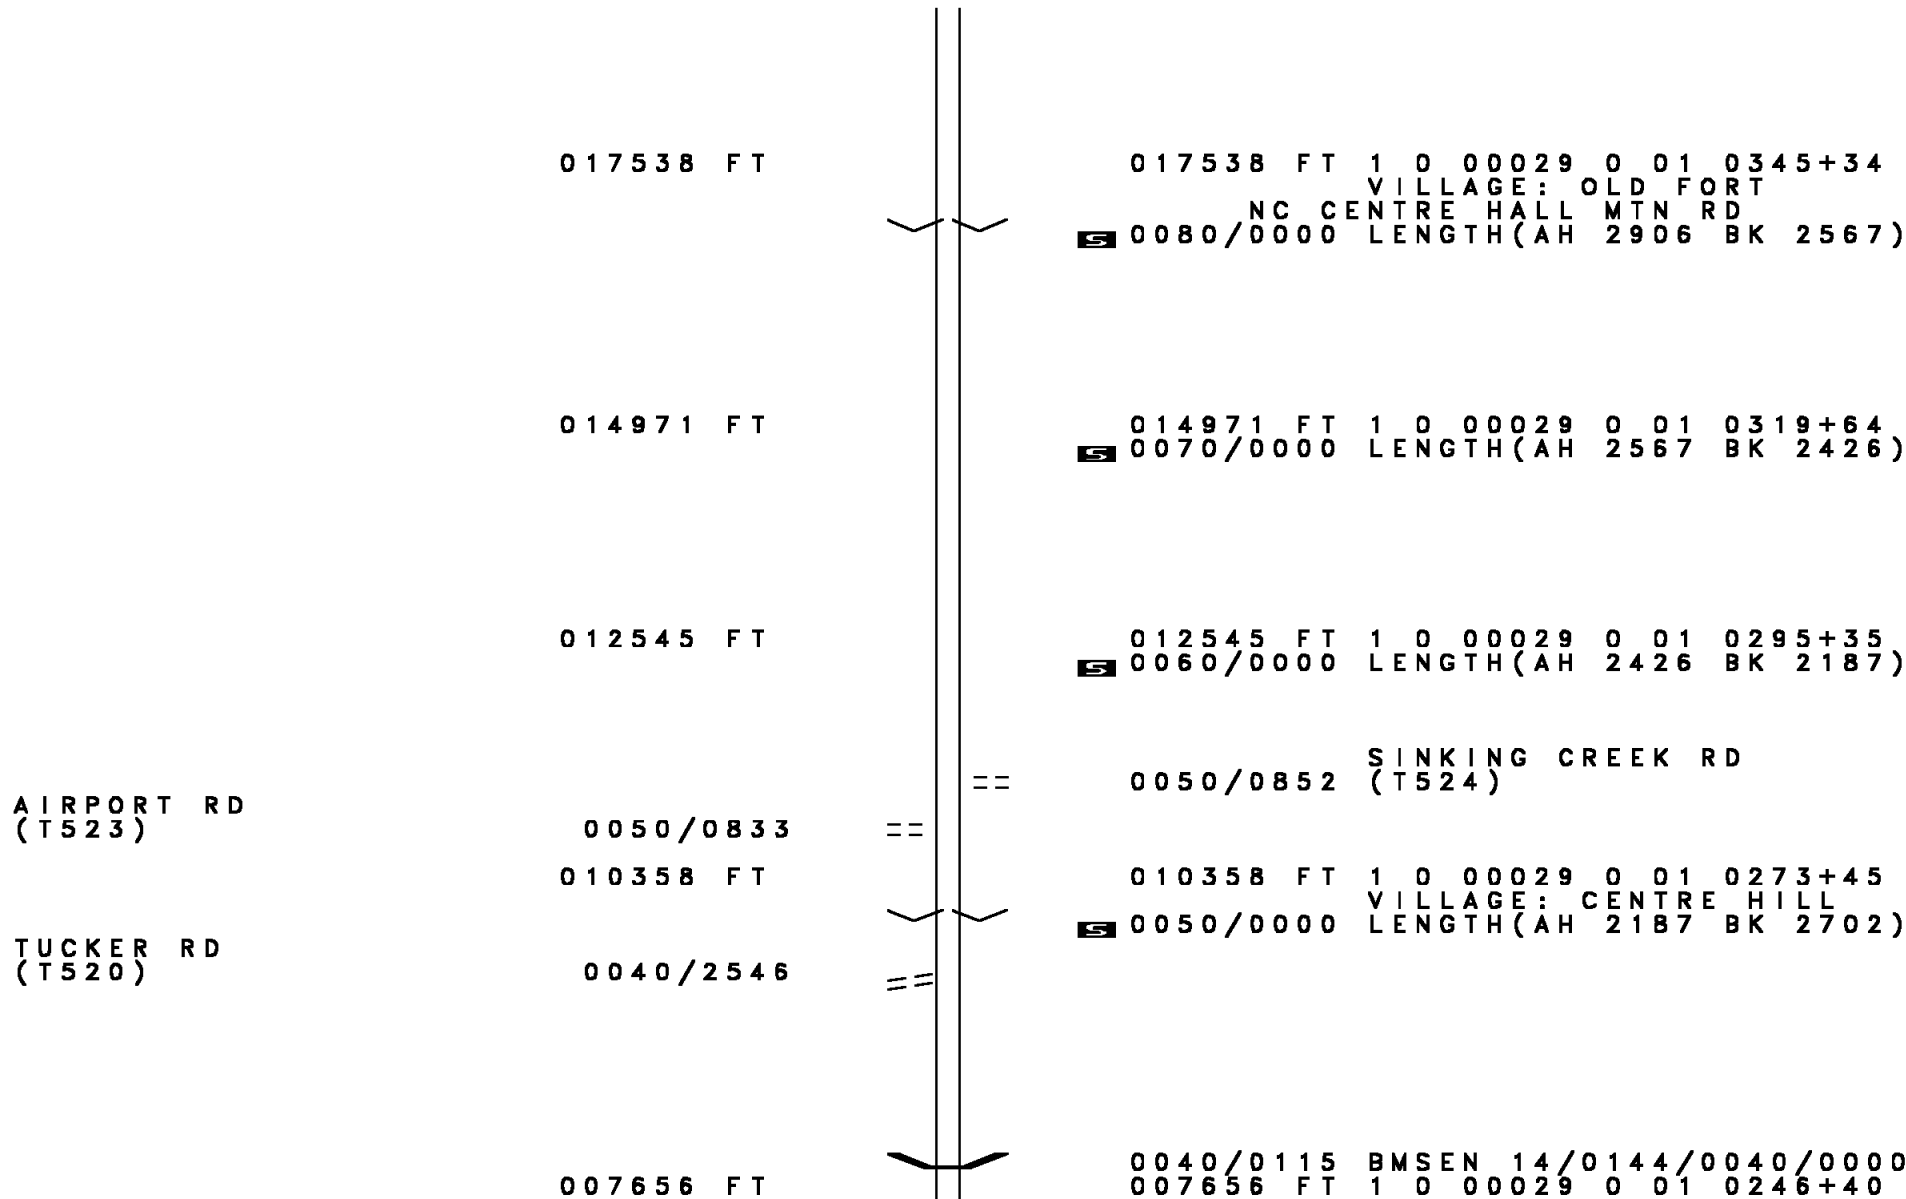 017538 FT 017538 FT 1 0 00029 0 01 0345+34
VILLAGE: OLD FORT
NC CENTRE HALL MTN RD
S 0080/0000 LENGTH(AH 2906 BK 2567)
014971 FT 014971 FT 1 0 00029 0 01 0319+64
S 0070/0000 LENGTH(AH 2567 BK 2426)
012545 FT 012545 FT 1 0 00029 0 01 0295+35
S 0060/0000 LENGTH(AH 2426 BK 2187)
SINKING CREEK RD
0050/0852 (T524)
AIRPORT RD
(T523) 0050/0833
010358 FT 010358 FT 1 0 00029 0 01 0273+45
VILLAGE: CENTRE HILL
S 0050/0000 LENGTH(AH 2187 BK 2702)
TUCKER RD
(T520) 0040/2546
0040/0115 BMSEN 14/0144/0040/0000
007656 FT 007656 FT 1 0 00029 0 01 0246+40